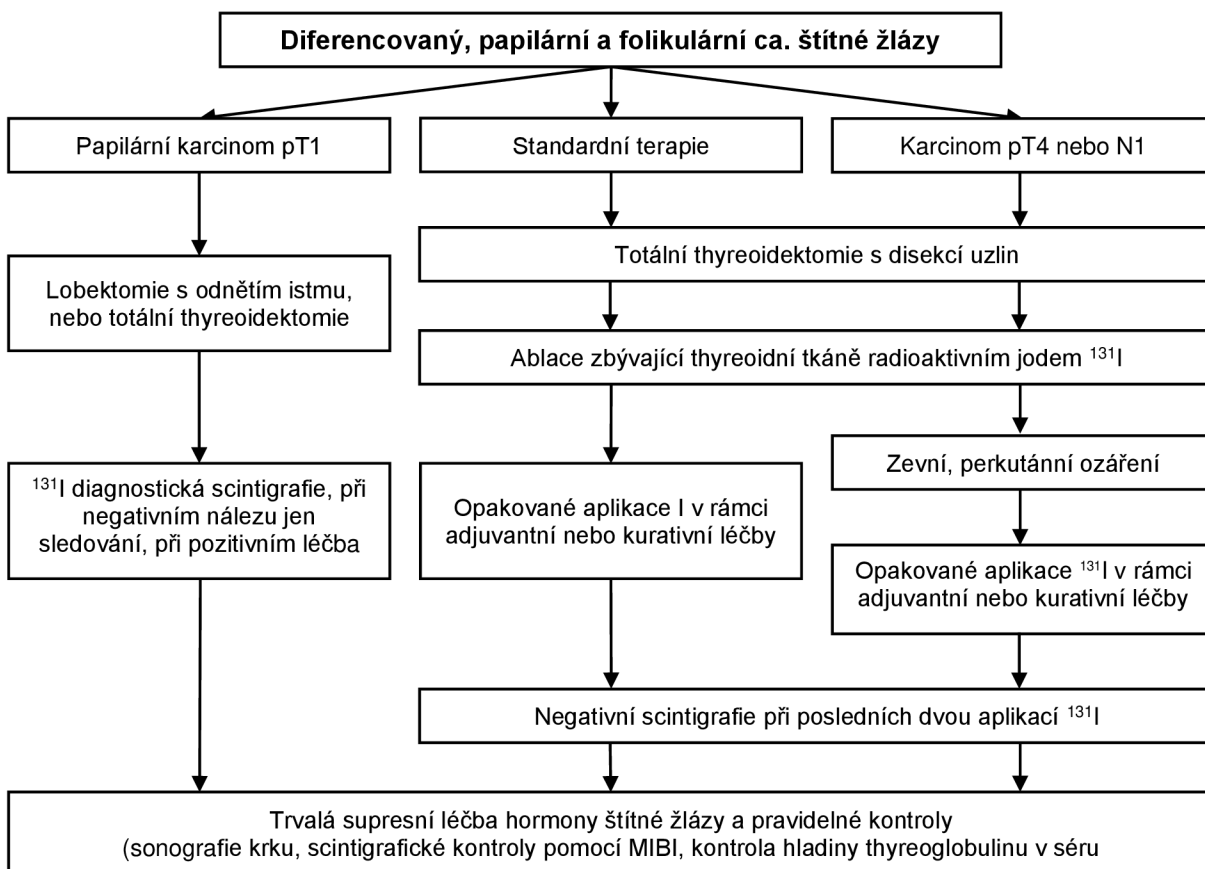 Diferencovaný, papilární a folikulární ca. štítné žlázy
Papilární karcinom pT1
Standardní terapie
Karcinom pT4 nebo N1
Totální thyreoidektomie s disekcí uzlin
Lobektomie s odnětím istmu,
nebo totální thyreoidektomie
Ablace zbývající thyreoidní tkáně radioaktivním jodem ¹³¹I
Zevní, perkutánní ozáření
¹³¹I diagnostická scintigrafie, při
negativním nálezu jen
sledování, při pozitivním léčba
Opakované aplikace I v rámci
adjuvantní nebo kurativní léčby
Opakované aplikace ¹³¹I v rámci
adjuvantní nebo kurativní léčby
Negativní scintigrafie při posledních dvou aplikací ¹³¹I
Trvalá supresní léčba hormony štítné žlázy a pravidelné kontroly
(sonografie krku, scintigrafické kontroly pomocí MIBI, kontrola hladiny thyreoglobulinu v séru